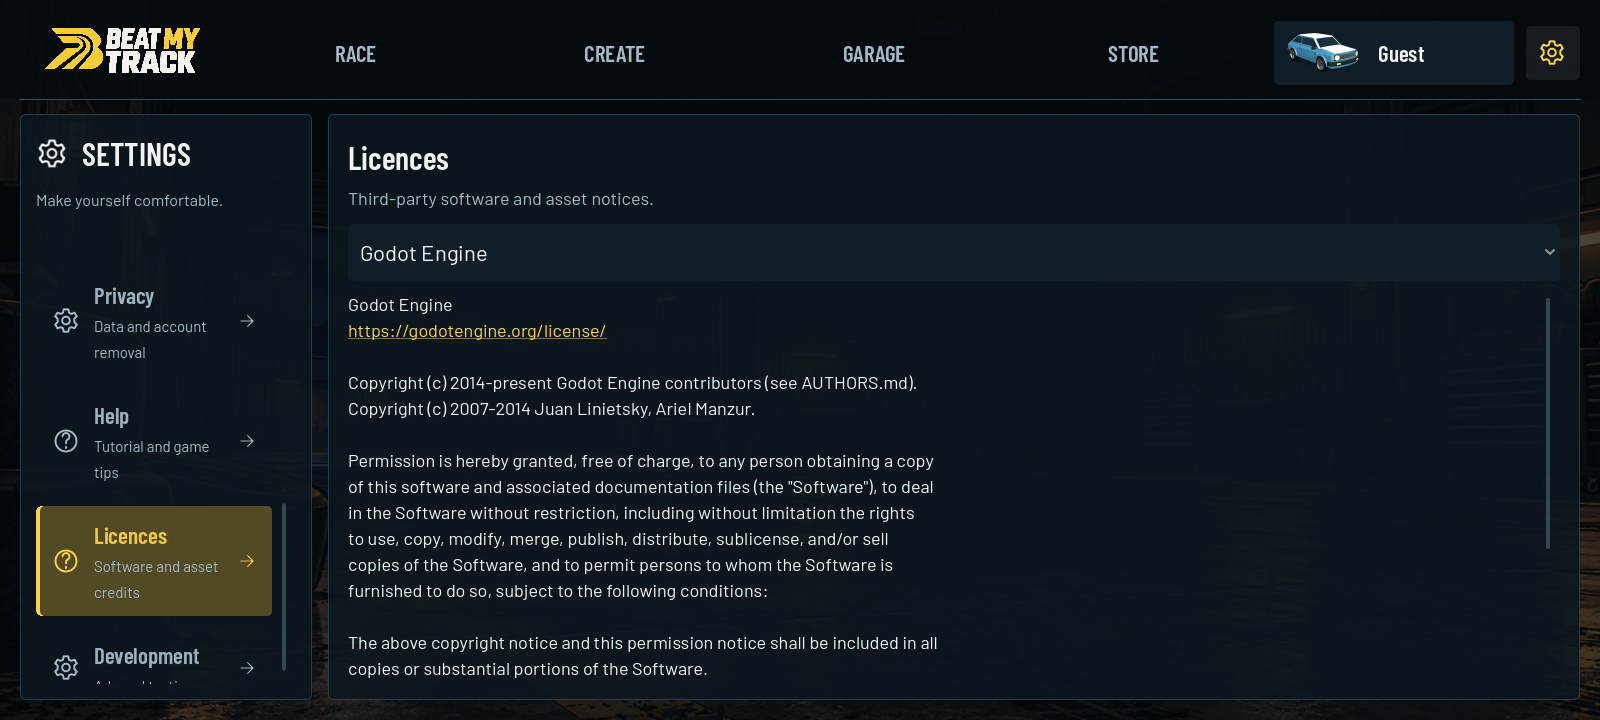 BEAT MY
TRACK
RACE
CREATE
GARAGE
STORE
Guest
SETTINGS
Make yourself comfortable.
Privacy
Data and account
removal
Help
Tutorial and game
tips
Licences
Software and asset
credits
Development
Licences
Third-party software and asset notices.
Godot Engine
Godot Engine
https://godotengine.org/license/
Copyright (c) 2014-present Godot Engine contributors (see AUTHORS.md).
Copyright (c) 2007-2014 Juan Linietsky, Ariel Manzur.
Permission is hereby granted, free of charge, to any person obtaining a copy
of this software and associated documentation files (the "Software"), to deal
in the Software without restriction, including without limitation the rights
to use, copy, modify, merge, publish, distribute, sublicense, and/or sell
copies of the Software, and to permit persons to whom the Software is
furnished to do so, subject to the following conditions:
The above copyright notice and this permission notice shall be included in all
copies or substantial portions of the Software.